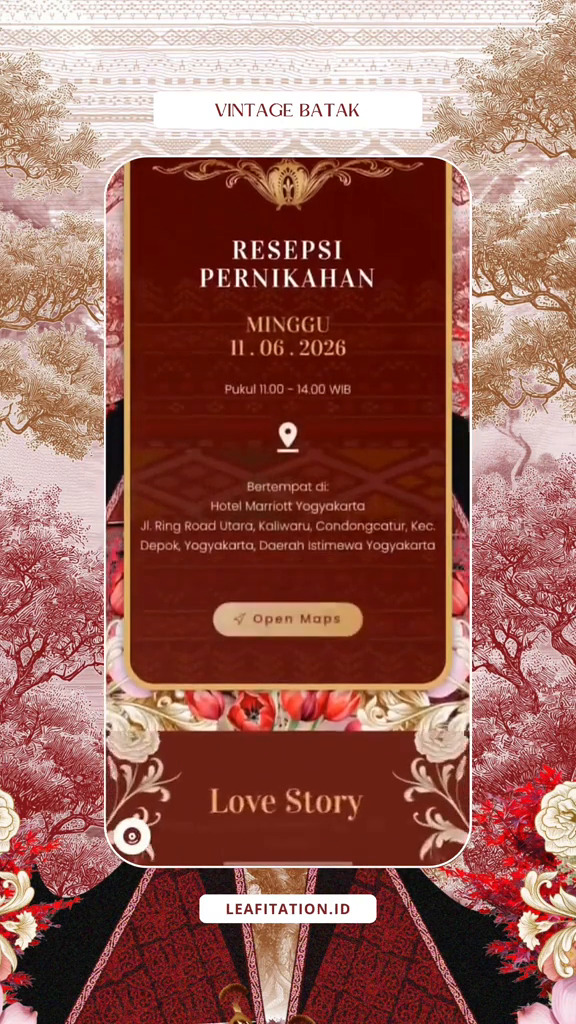 VINTAGE BATAK
RESEPSI
PERNIKAHAN
MINGGU
11 . 06 . 2026
Pukul 11.00 - 14.00 WIB
Bertempat di:
Hotel Marriott Yogyakarta
Jl. Ring Road Utara, Kaliwaru, Condongcatur, Kec.
Depok, Yogyakarta, Daerah Istimewa Yogyakarta
Open Maps
Love Story
LEAFITATION.ID